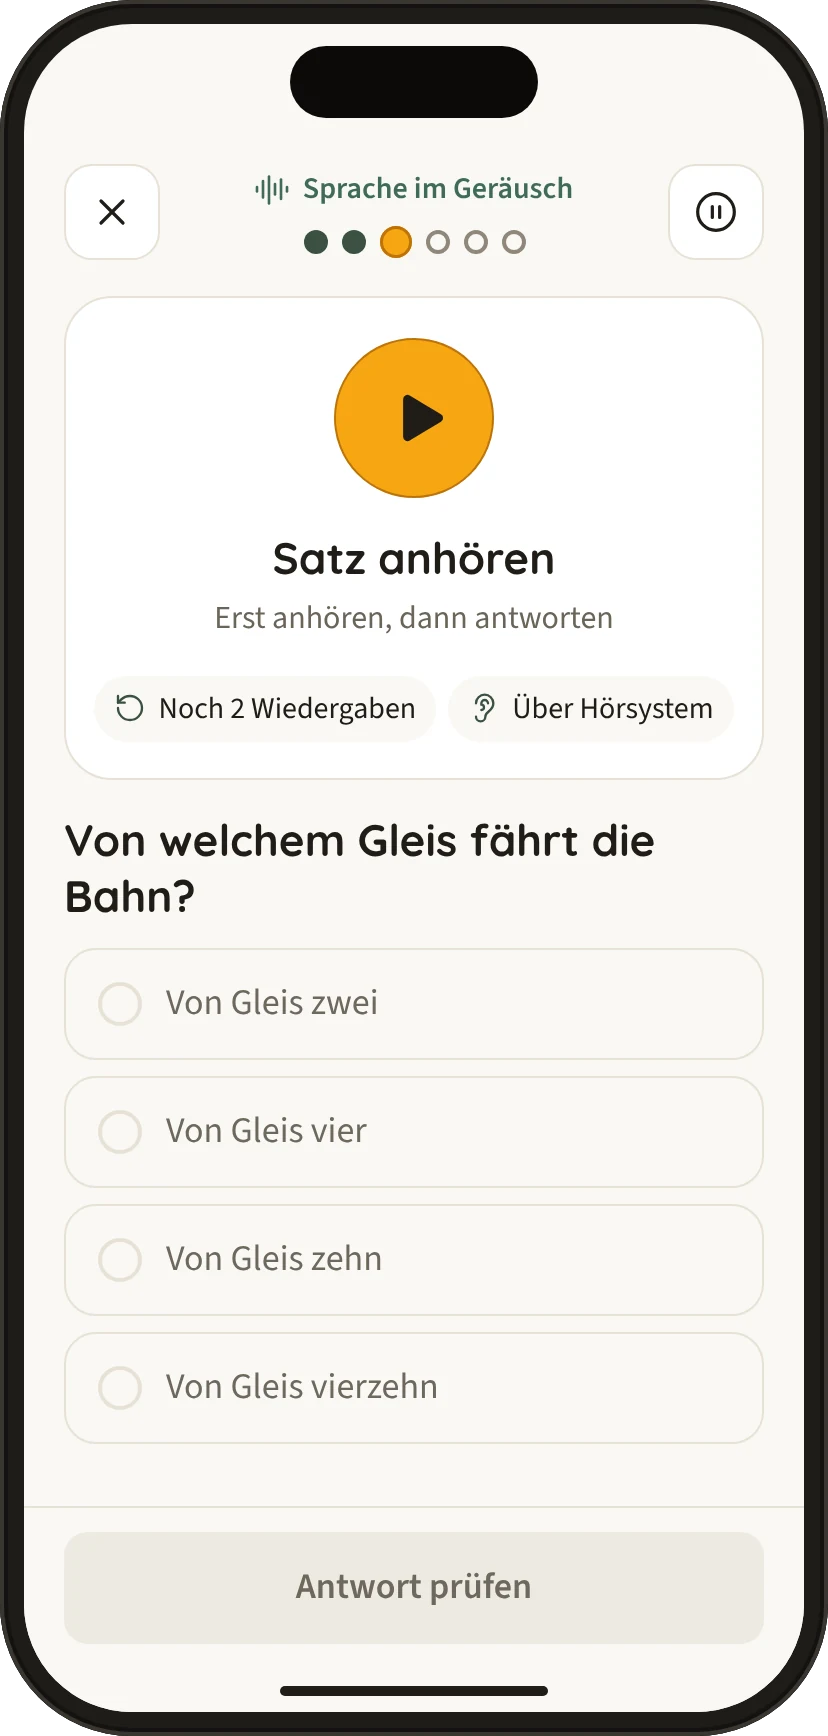 Sprache im Geräusch
Satz anhören
Erst anhören, dann antworten
Noch 2 Wiedergaben
Über Hörsystem
Von welchem Gleis fährt die
Bahn?
Von Gleis zwei
Von Gleis vier
Von Gleis zehn
Von Gleis vierzehn
Antwort prüfen